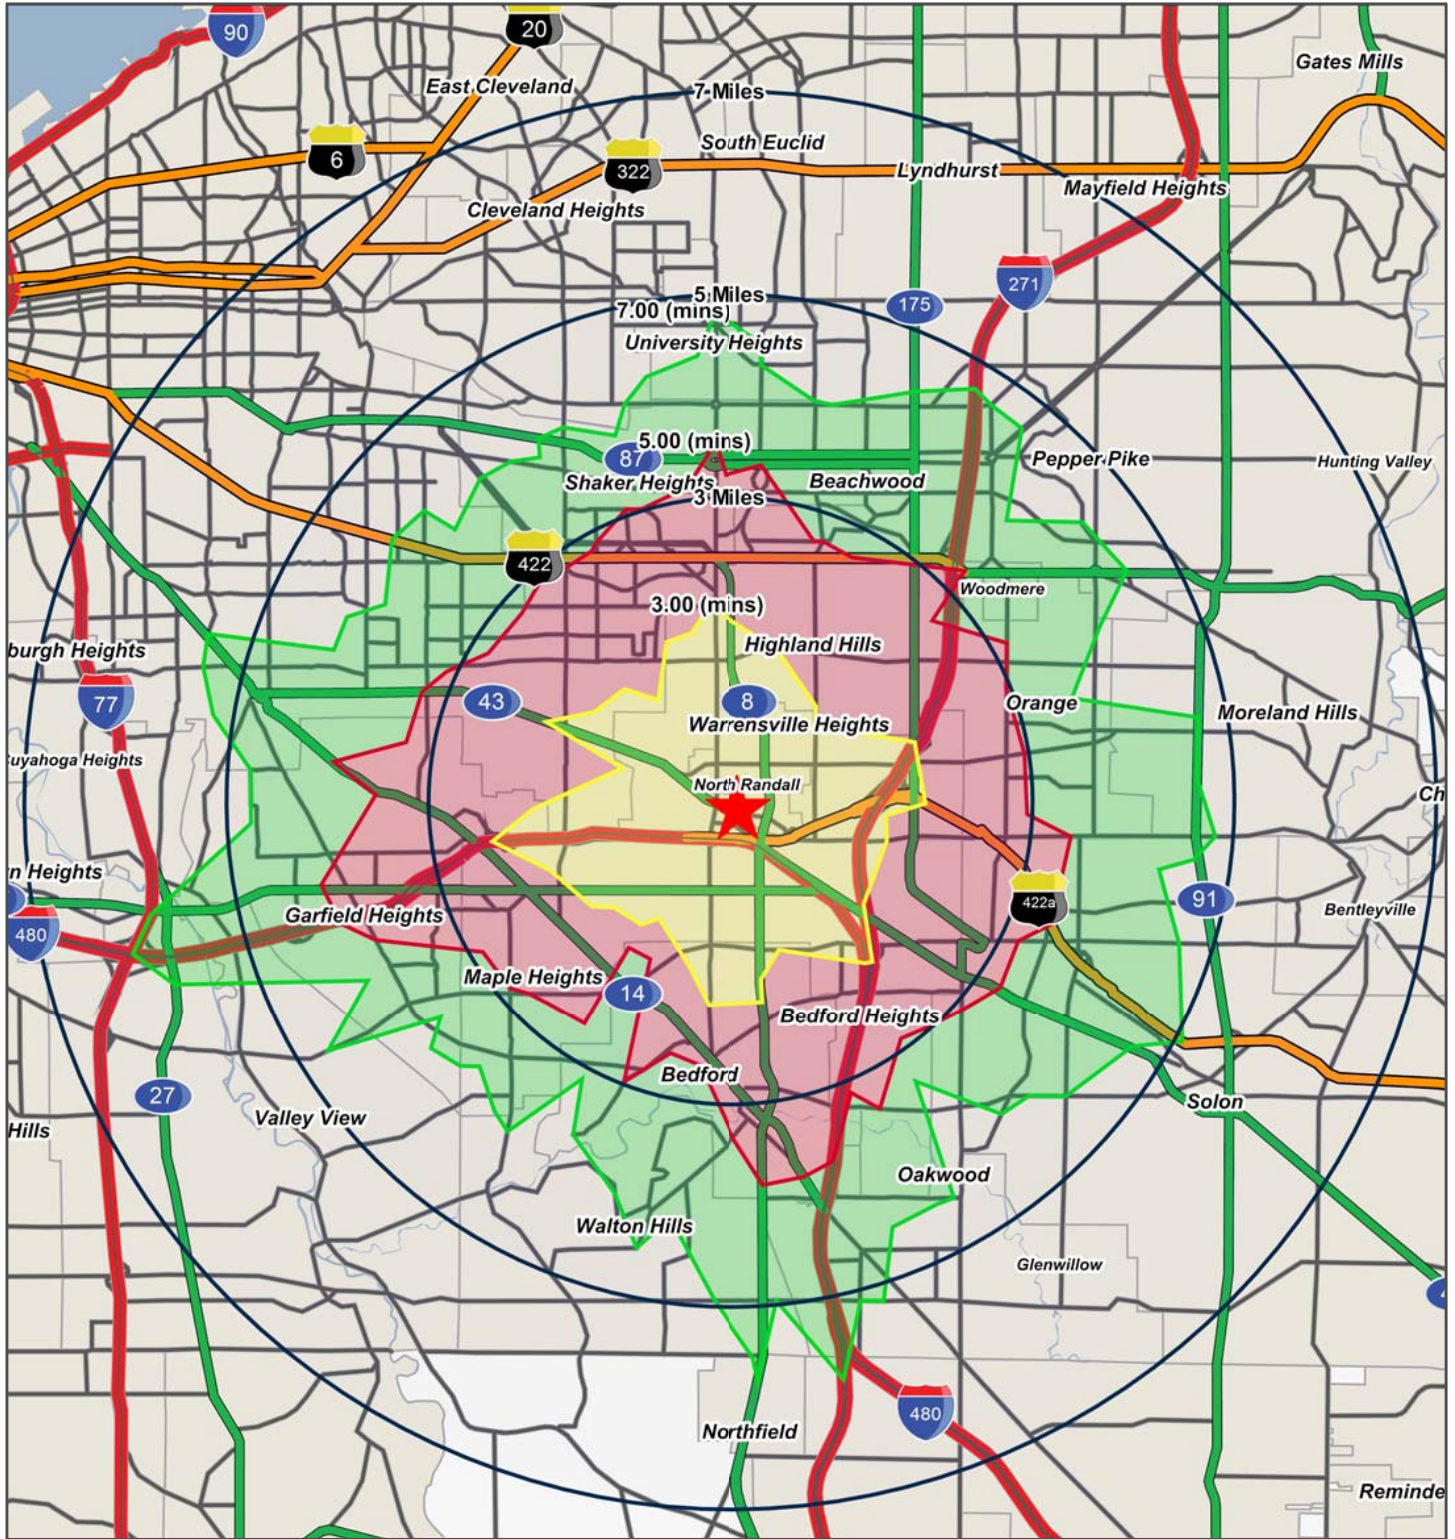 90
20
Gates Mills
East Cleveland
7 Miles
6
South Euclid
322
Lyndhurst
Mayfield Heights
Cleveland Heights
271
5 Miles
175
7.00 (mins)
University Heights
5.00 (mins)
87
Pepper Pike
Hunting Valley
Shaker Heights
Beachwood
3 Miles
422
Woodmere
3.00 (mins)
burgh Heights
Highland Hills
77
43
8
Orange
Moreland Hills
Warrensville Heights
uyahoga Heights
North Randall
Ch
n Heights
422a
91
Garfield Heights
Bentleyville
480
Maple Heights
14
Bedford Heights
Bedford
27
Valley View
Solon
Hills
Oakwood
Walton Hills
Glenwillow
4
480
Northfield
Reminde